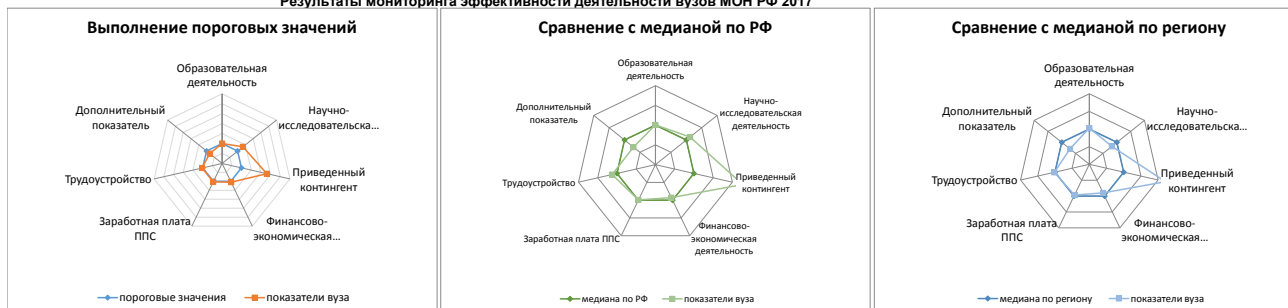 Результаты мониторинга эффективности деятельности вузов МОН РФ 2017
Выполнение пороговых значений
Образовательная
деятельность
Научно-
исследовательска...
Приведенный
контингент
Финансово-
экономическая...
Заработная плата
ППС
Трудоустройство
Дополнительный
показатель
пороговые значения
показатели вуза
Сравнение с медианой по РФ
Образовательная
деятельность
Научно-
исследовательская
деятельность
Приведенный
контингент
Финансово-
экономическая
деятельность
Заработная плата ППС
Трудоустройство
Дополнительный
показатель
медиана по РФ
показатели вуза
Сравнение с медианой по региону
Образовательная
деятельность
Научно-
исследовательска...
Приведенный
контингент
Финансово-
экономическая...
Заработная плата
ППС
Трудоустройство
Дополнительный
показатель
медиана по региону
показатели вуза